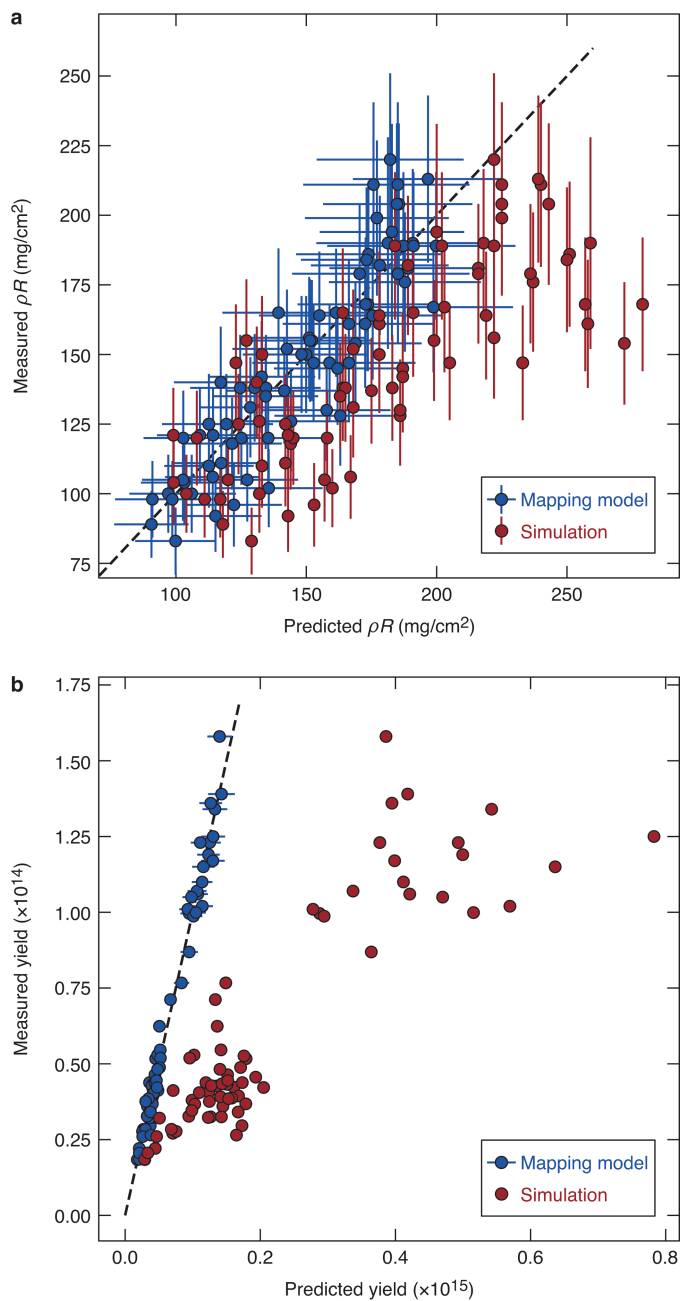 a
250
225
200
175
150
125
100
75
Measured ρR (mg/cm²)
Mapping model
Simulation
100
150
200
250
Predicted ρR (mg/cm²)
b
1.75
1.50
1.25
1.00
0.75
0.50
0.25
0.00
Measured yield (×10¹⁴)
Mapping model
Simulation
0.0
0.2
0.4
0.6
0.8
Predicted yield (×10¹⁵)